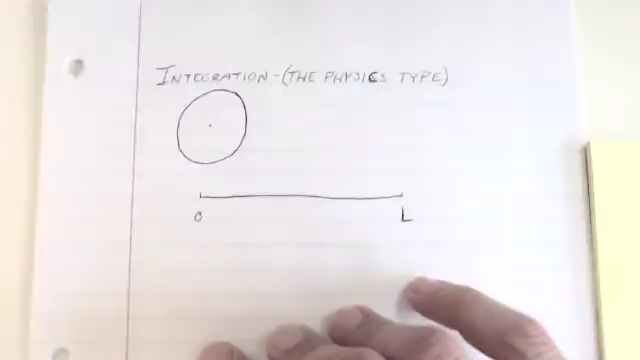 INTEGRATION - (THE PHYSICS TYPE)
0 L